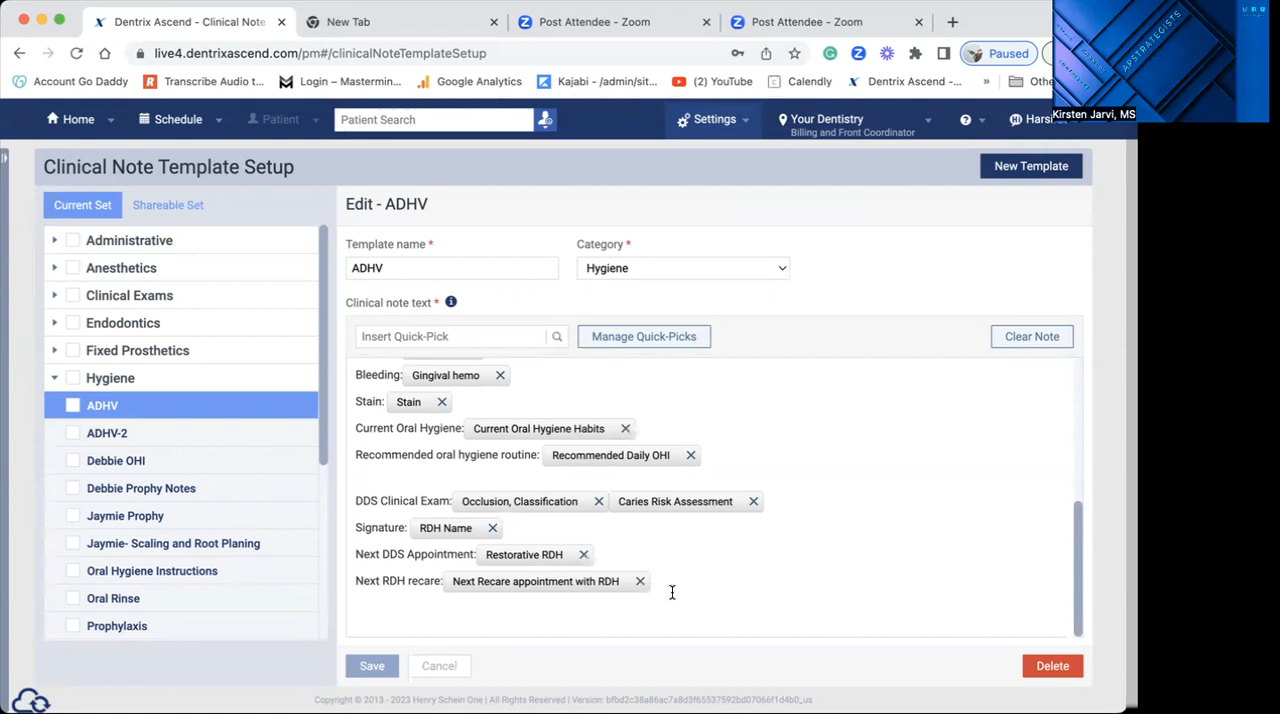 Dentrix Ascend - Clinical Note
New Tab
Post Attendee - Zoom
Post Attendee - Zoom
live4.dentrixascend.com/pm#/clinicalNoteTemplateSetup
Paused
Account Go Daddy
Transcribe Audio t...
Login – Mastermin...
Google Analytics
Kajabi - /admin/sit...
(2) YouTube
Calendly
Dentrix Ascend -...
»
APSTRATEGISTS
Kirsten Jarvi, MS
Home
Schedule
Patient
Patient Search
Settings
Your Dentistry
Billing and Front Coordinator
Clinical Note Template Setup
New Template
Current Set
Shareable Set
Administrative
Anesthetics
Clinical Exams
Endodontics
Fixed Prosthetics
Hygiene
ADHV
ADHV-2
Debbie OHI
Debbie Prophy Notes
Jaymie Prophy
Jaymie- Scaling and Root Planing
Oral Hygiene Instructions
Oral Rinse
Prophylaxis
Edit - ADHV
Template name *
Category *
ADHV
Hygiene
Clinical note text *
Insert Quick-Pick
Manage Quick-Picks
Clear Note
Bleeding: Gingival hemo
Stain: Stain
Current Oral Hygiene: Current Oral Hygiene Habits
Recommended oral hygiene routine: Recommended Daily OHI
DDS Clinical Exam: Occlusion, Classification Caries Risk Assessment
Signature: RDH Name
Next DDS Appointment: Restorative RDH
Next RDH recare: Next Recare appointment with RDH
Save
Cancel
Delete
Copyright © 2013 - 2023 Henry Schein One | All Rights Reserved | Version: bfbd2c38a86ac7a8d3f65537592bd07066f1d4b0_us